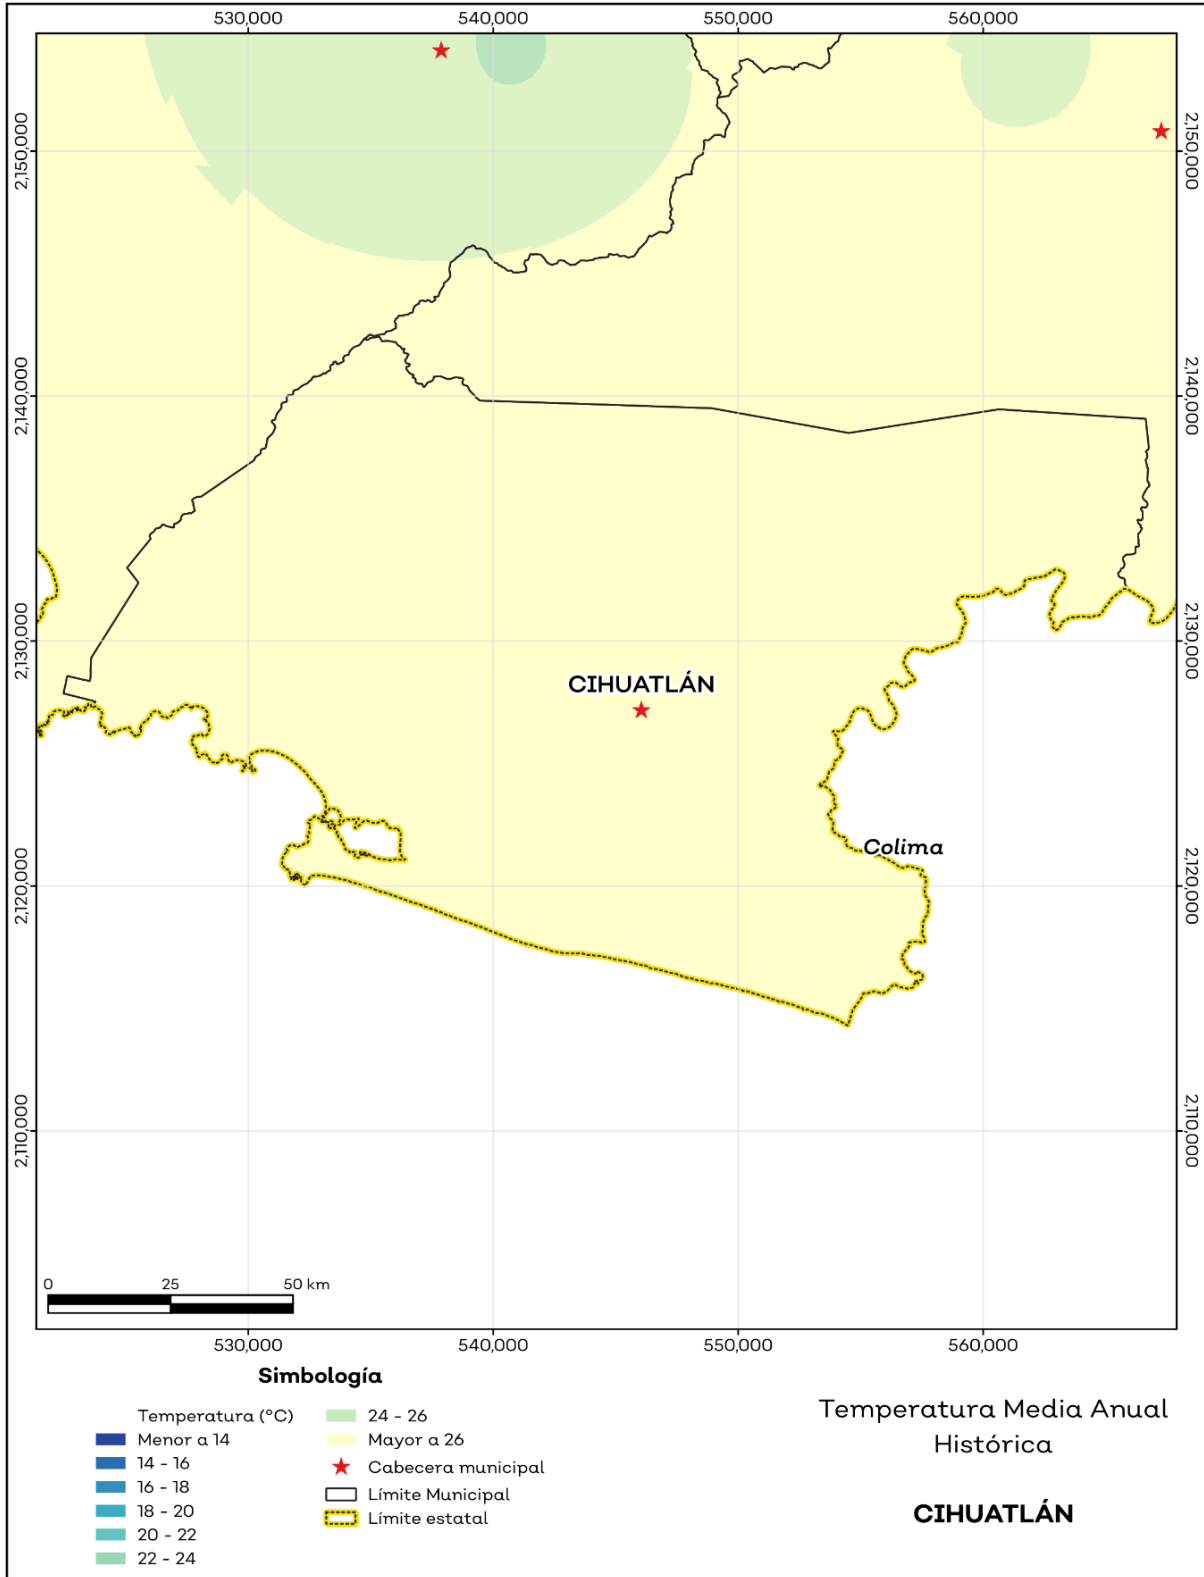 530,000 540,000 550,000 560,000
2,150,000 2,150,000
2,140,000 2,140,000
2,130,000 2,130,000
CIHUATLÁN
Colima
2,120,000 2,120,000
2,110,000 2,110,000
0 25 50 km
530,000 540,000 550,000 560,000
Simbología
Temperatura (°C)
Menor a 14
14 - 16
16 - 18
18 - 20
20 - 22
22 - 24
24 - 26
Mayor a 26
Cabecera municipal
Límite Municipal
Límite estatal
Temperatura Media Anual
Histórica
CIHUATLÁN